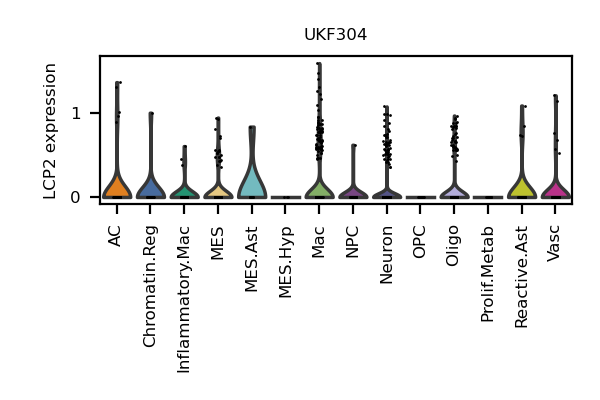 UKF304
LCP2 expression
1
0
AC
Chromatin.Reg
Inflammatory.Mac
MES
MES.Ast
MES.Hyp
Mac
NPC
Neuron
OPC
Oligo
Prolif.Metab
Reactive.Ast
Vasc